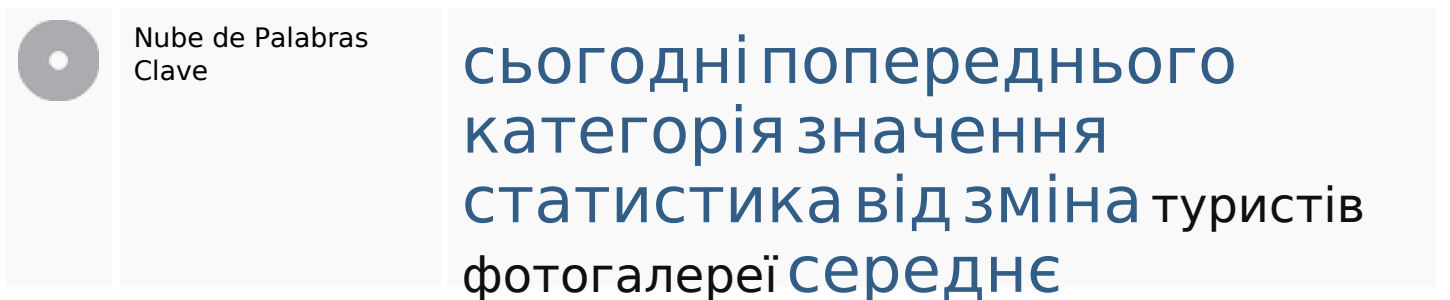 Nube de Palabras
Clave
сьогодні попереднього
категорія значення
статистика від зміна туристів
фотогалереї середнє